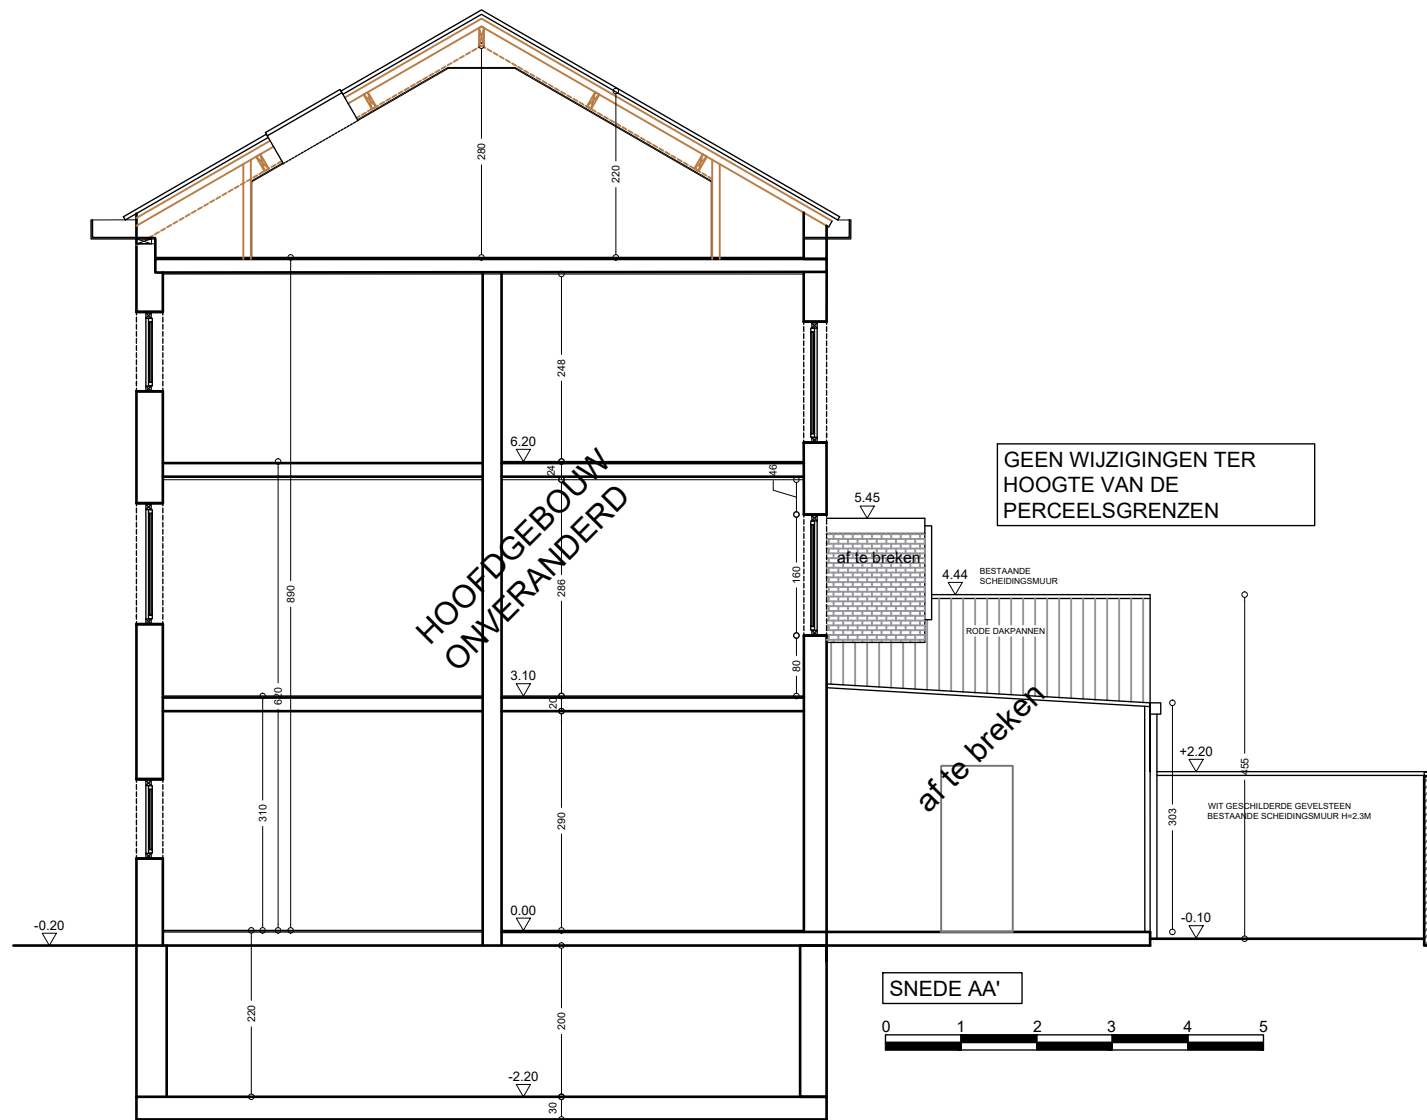 280
220
248
6.20
24
46
GEEN WIJZIGINGEN TER
HOOGTE VAN DE
PERCEELSGRENZEN
5.45
HOOFDGEBOUW
ONVERANDERD
af te breken
4.44
BESTAANDE
SCHEIDINGSMUUR
890
286
160
RODE DAKPANNEN
80
3.10
620
20
af te breken
+2.20
455
310
290
303
WIT GESCHILDERDE GEVELSTEEN
BESTAANDE SCHEIDINGSMUUR H=2.3M
-0.20
0.00
-0.10
SNEDE AA'
220
200
0 1 2 3 4 5
-2.20
30